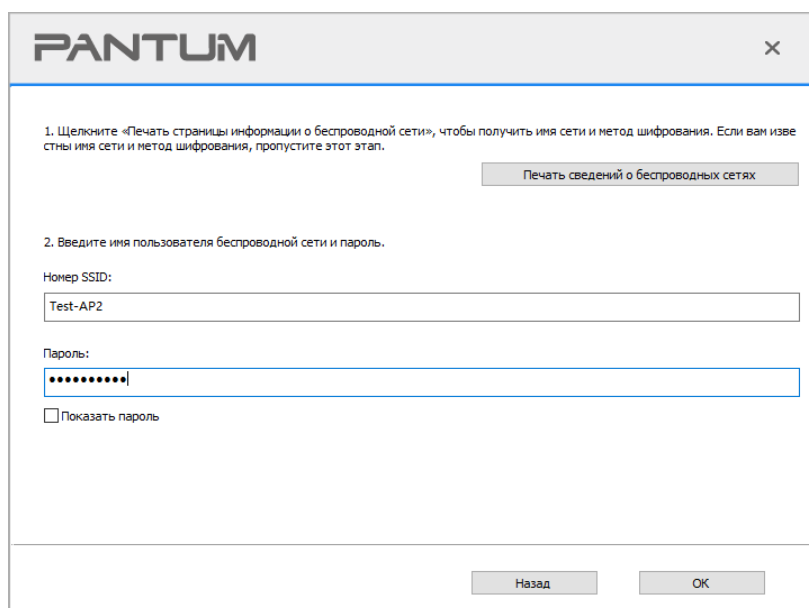 PANTUM
1. Щелкните «Печать страницы информации о беспроводной сети», чтобы получить имя сети и метод шифрования. Если вам изве
стны имя сети и метод шифрования, пропустите этот этап.
Печать сведений о беспроводных сетях
2. Введите имя пользователя беспроводной сети и пароль.
Номер SSID:
Test-AP2
Пароль:
••••••••••
Показать пароль
Назад
OK